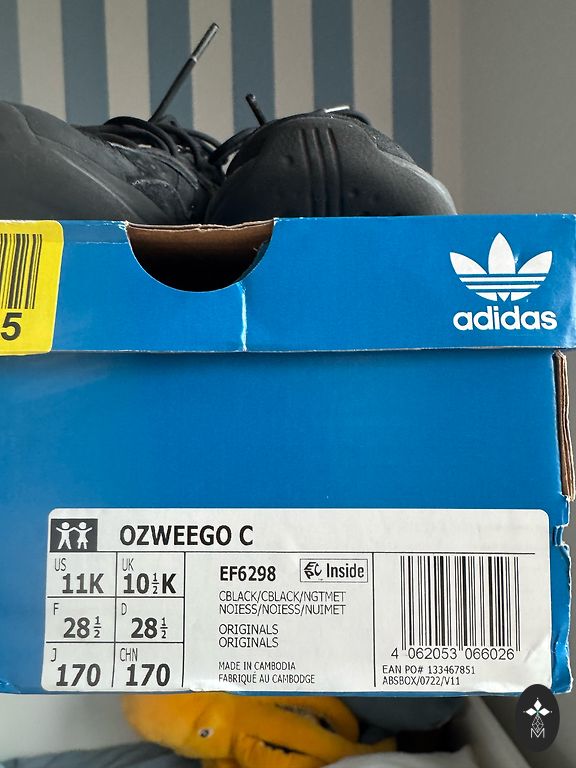 5
adidas
OZWEEGO C
US 11K
UK 10½K
F 28½
D 28½
J 170
CHN 170
EF6298
Inside
CBLACK/CBLACK/NGTMET
NOIESS/NOIESS/NUIMET
ORIGINALS
ORIGINALS
MADE IN CAMBODIA
FABRIQUÉ AU CAMBODGE
4 062053 066026
EAN PO# 133467851
ABSBOX/0722/V11